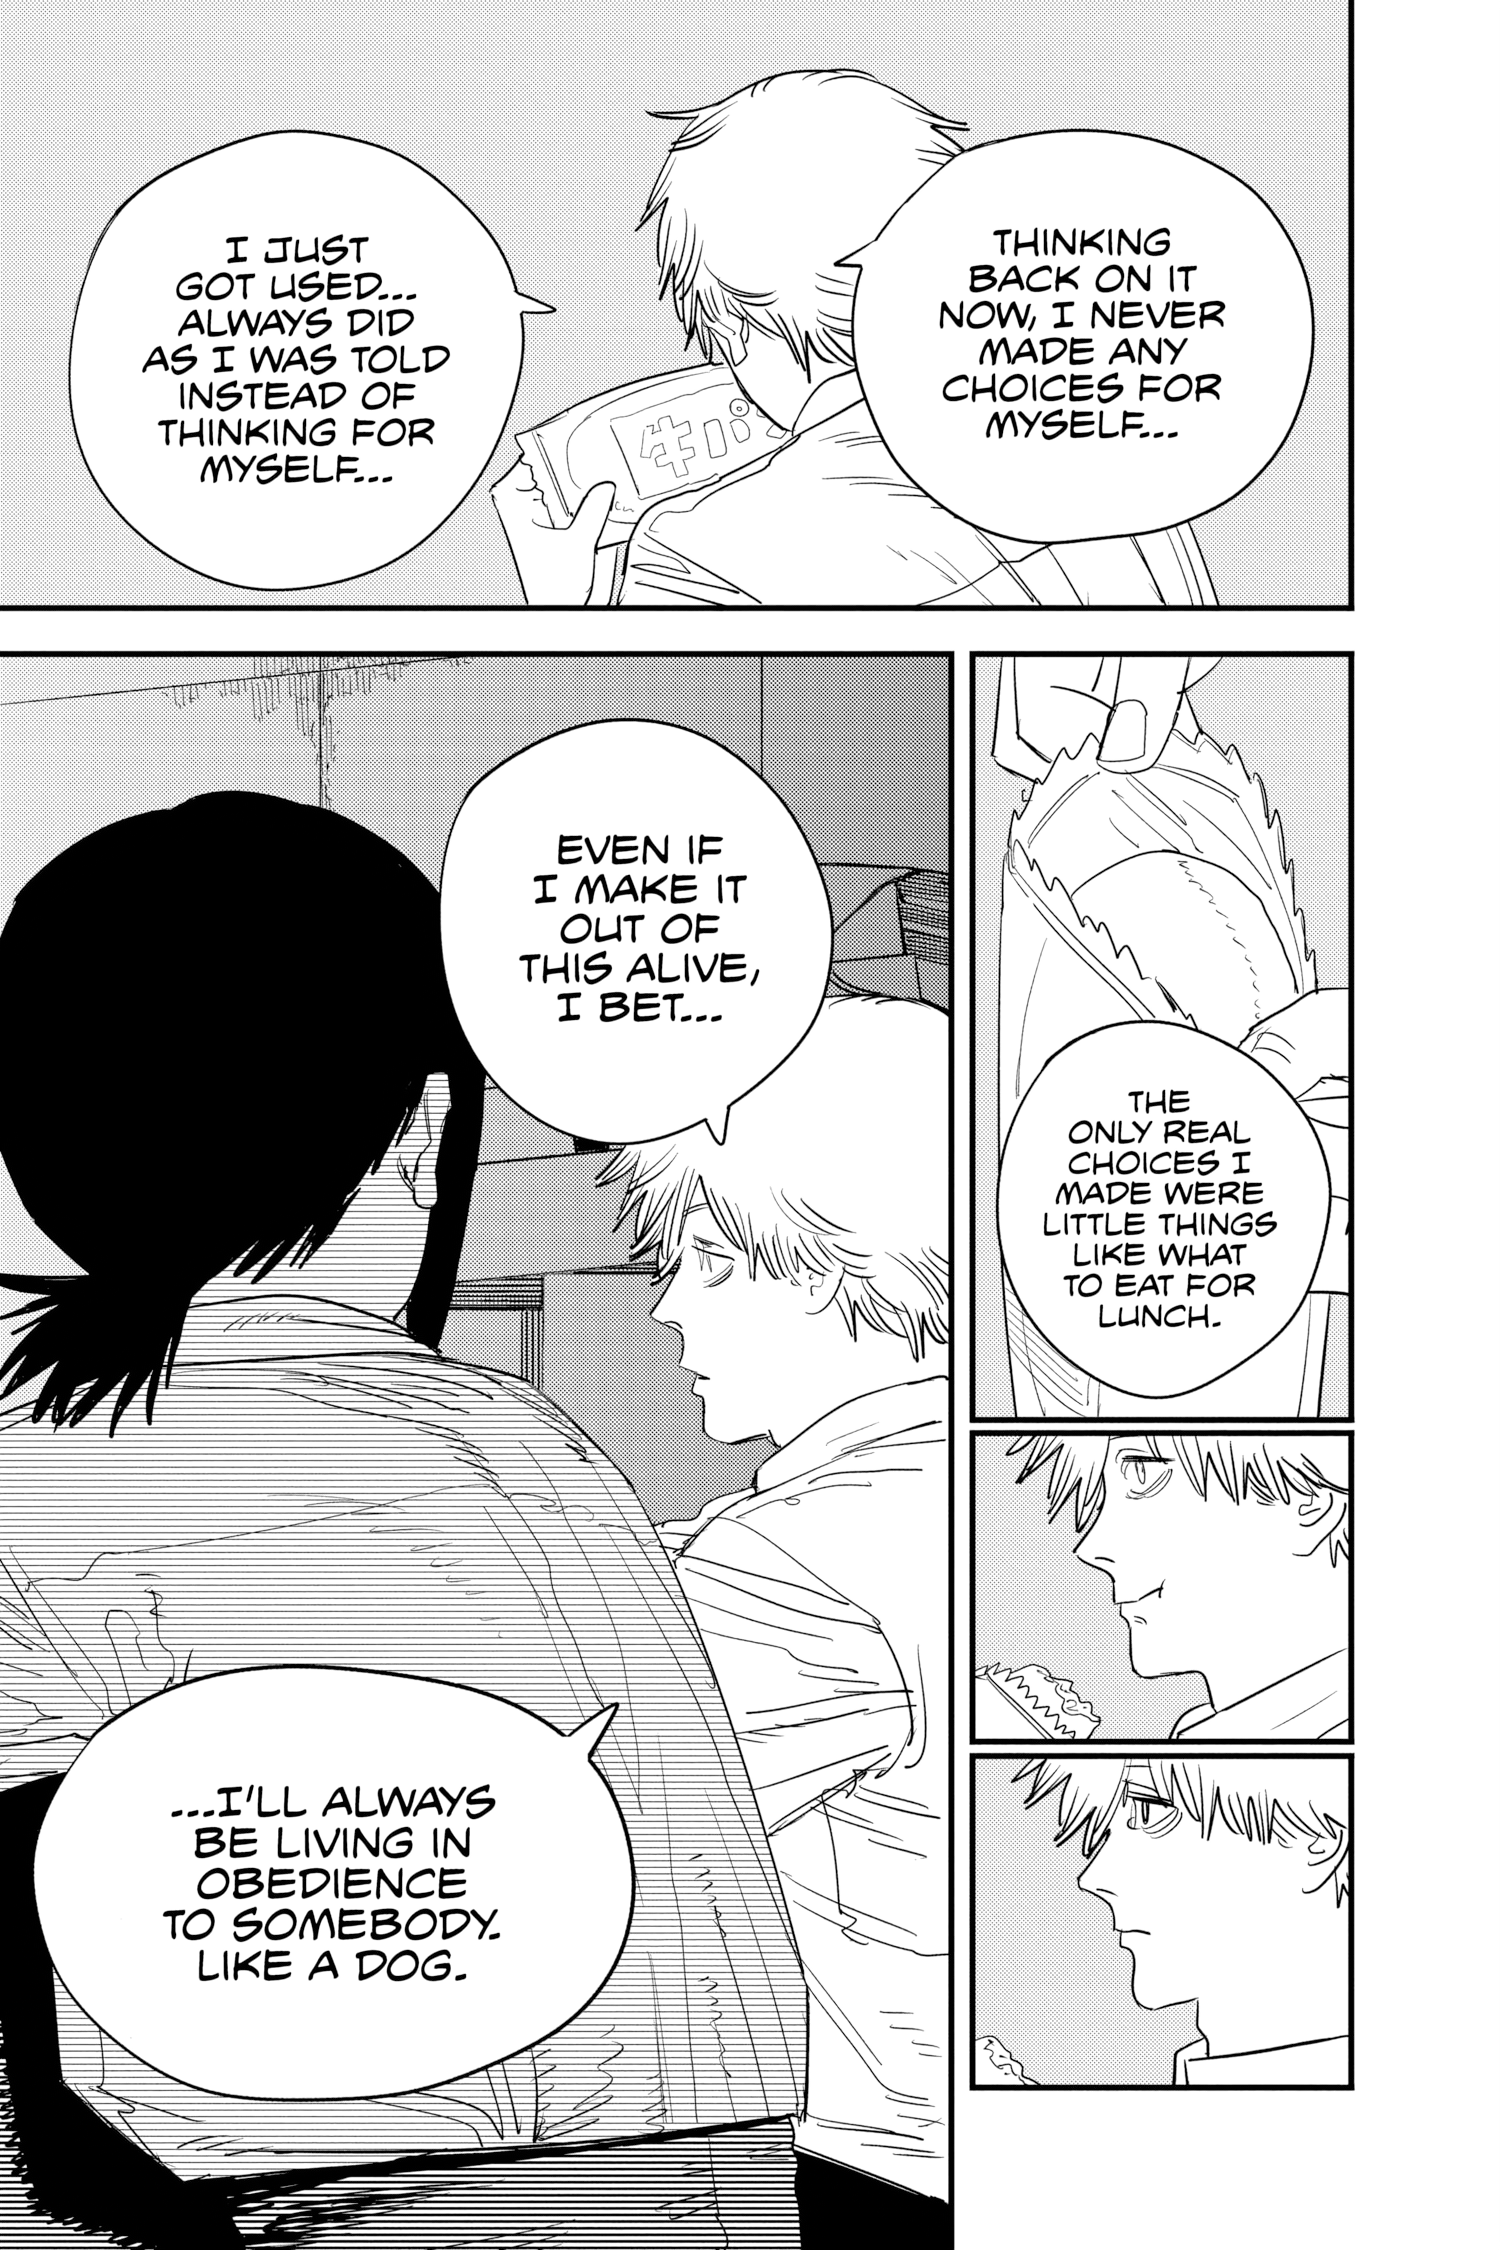 THINKING
BACK ON IT
NOW, I NEVER
MADE ANY
CHOICES FOR
MYSELF...
I JUST
GOT USED...
ALWAYS DID
AS I WAS TOLD
INSTEAD OF
THINKING FOR
MYSELF...
牛パ
THE
ONLY REAL
CHOICES I
MADE WERE
LITTLE THINGS
LIKE WHAT
TO EAT FOR
LUNCH.
EVEN IF
I MAKE IT
OUT OF
THIS ALIVE,
I BET...
...I'LL ALWAYS
BE LIVING IN
OBEDIENCE
TO SOMEBODY.
LIKE A DOG.